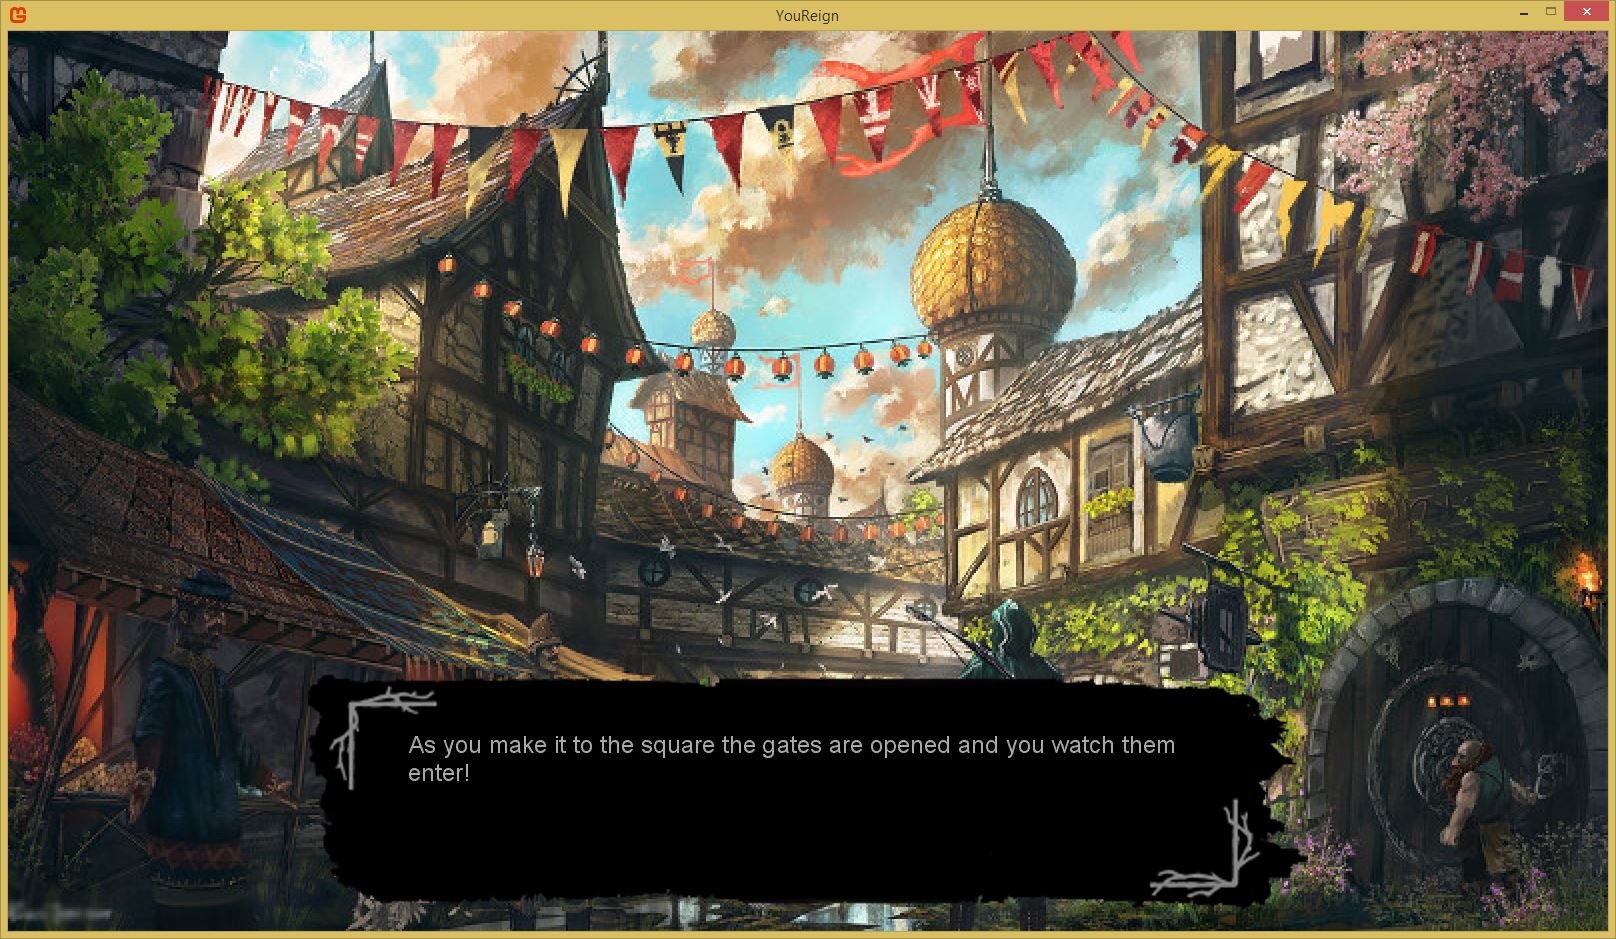 YouReign
As you make it to the square the gates are opened and you watch them
enter!